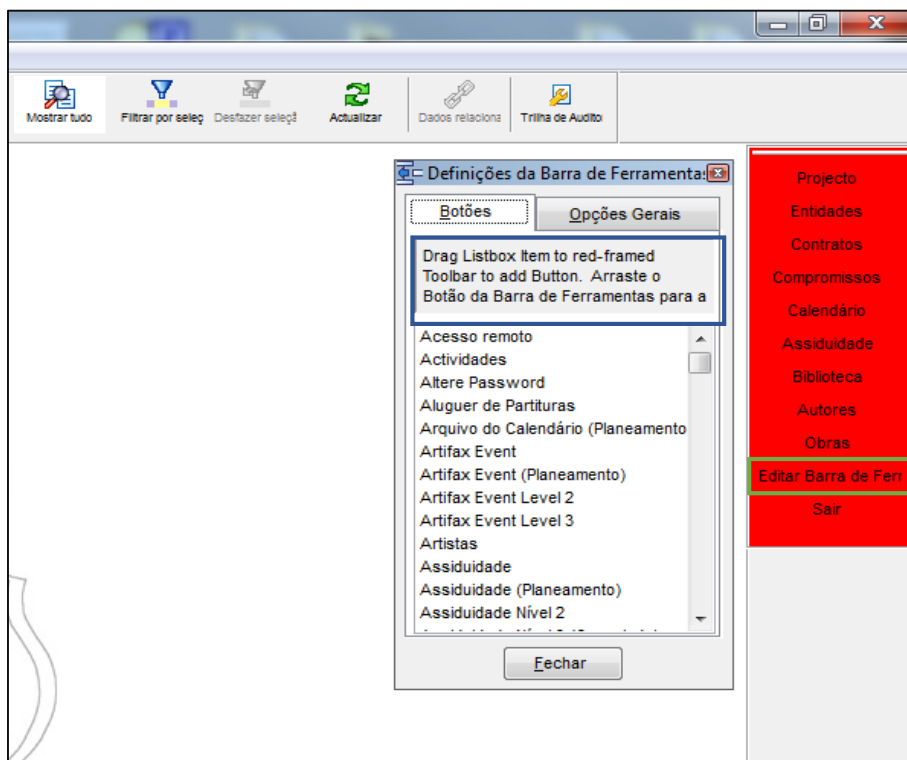 Mostrar tudo
Filtrar por seleç
Desfazer seleçã
Actualizar
Dados relaciona
Trilha de Audito
Definições da Barra de Ferramentas
Botões
Opções Gerais
Drag Listbox Item to red-framed
Toolbar to add Button. Arraste o
Botão da Barra de Ferramentas para a
Acesso remoto
Actividades
Altere Password
Aluguer de Partituras
Arquivo do Calendário (Planeamento
Artifax Event
Artifax Event (Planeamento)
Artifax Event Level 2
Artifax Event Level 3
Artistas
Assiduidade
Assiduidade (Planeamento)
Assiduidade Nível 2
Fechar
Projecto
Entidades
Contratos
Compromissos
Calendário
Assiduidade
Biblioteca
Autores
Obras
Editar Barra de Ferr
Sair